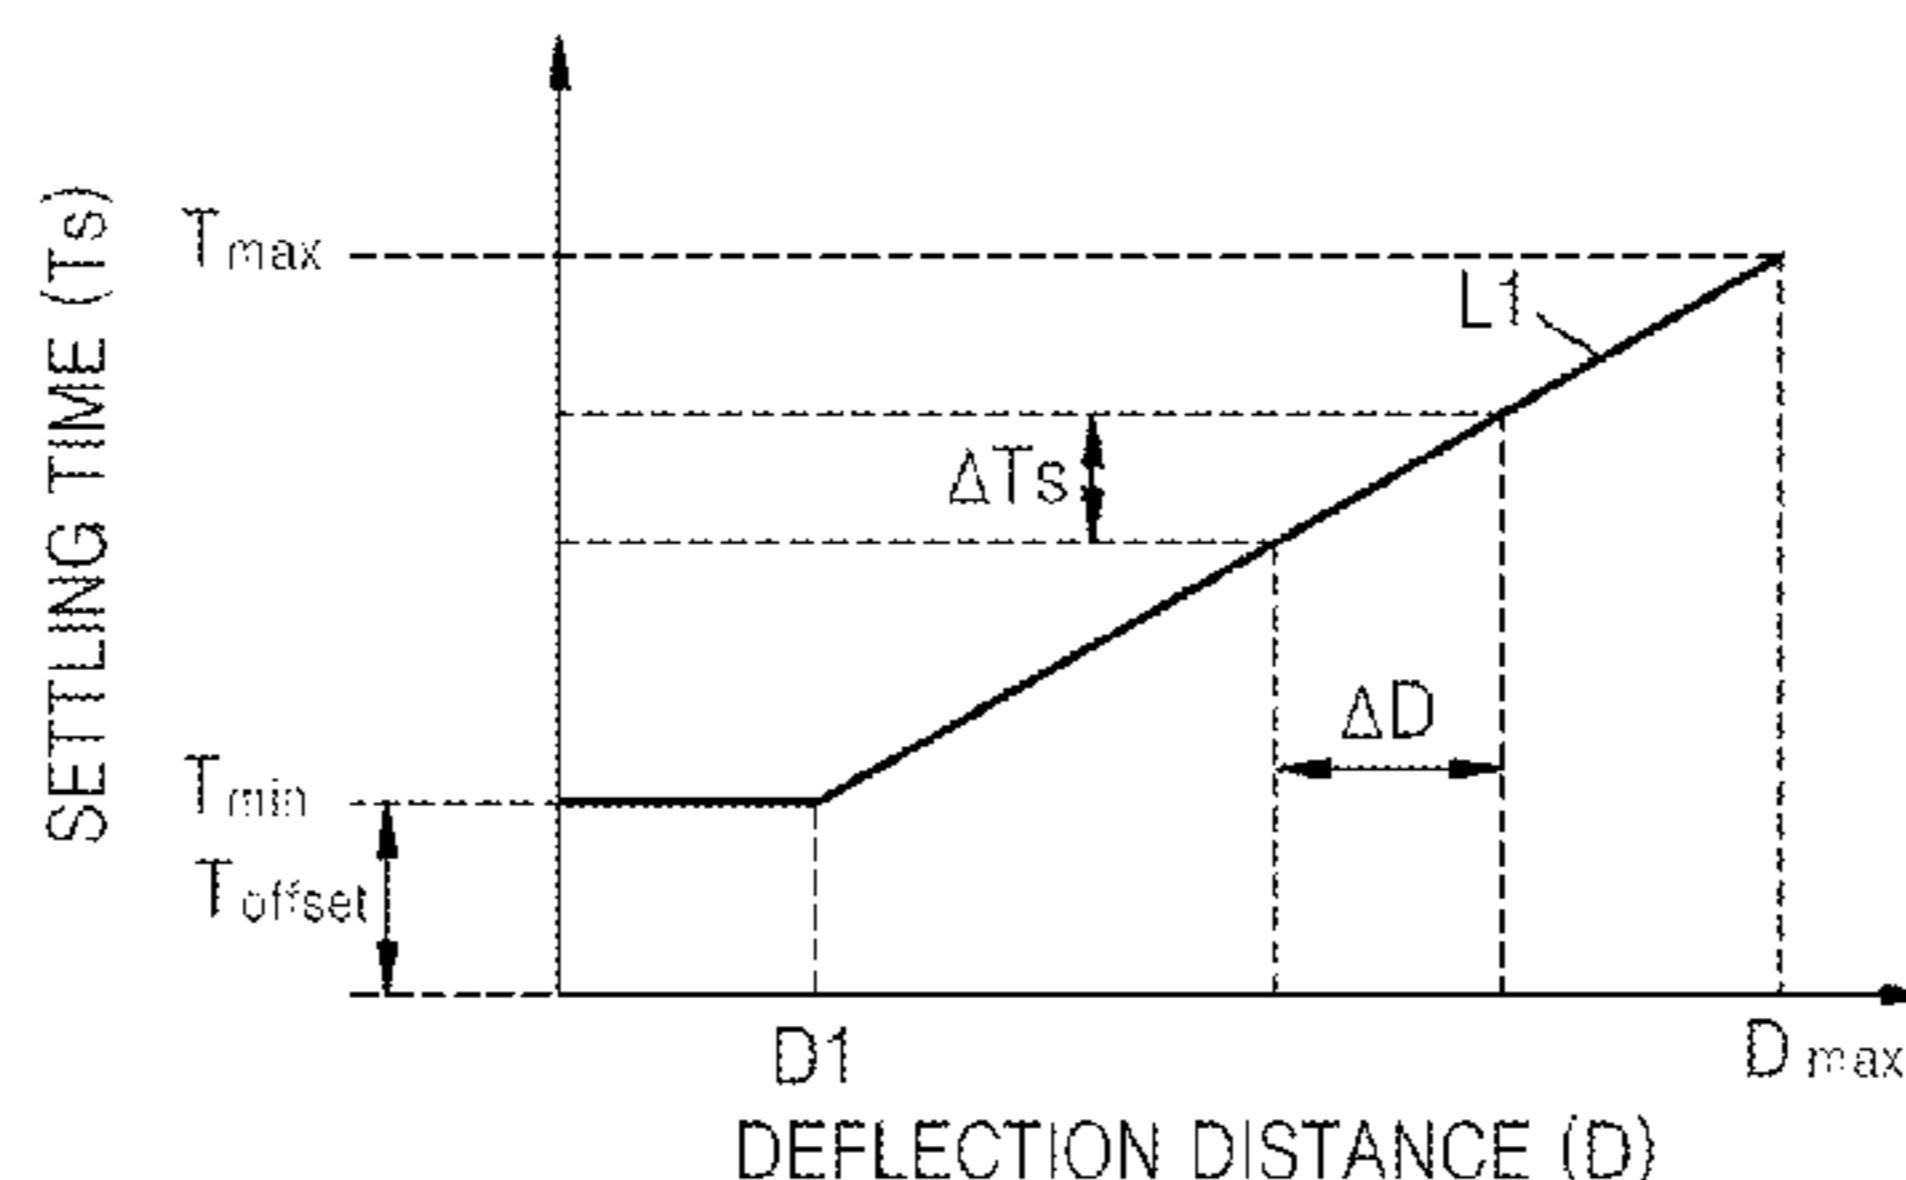 SETTLING TIME (Ts)
Tmax
L1
ΔTs
ΔD
Tmin
Toffset
D1
Dmax
DEFLECTION DISTANCE (D)